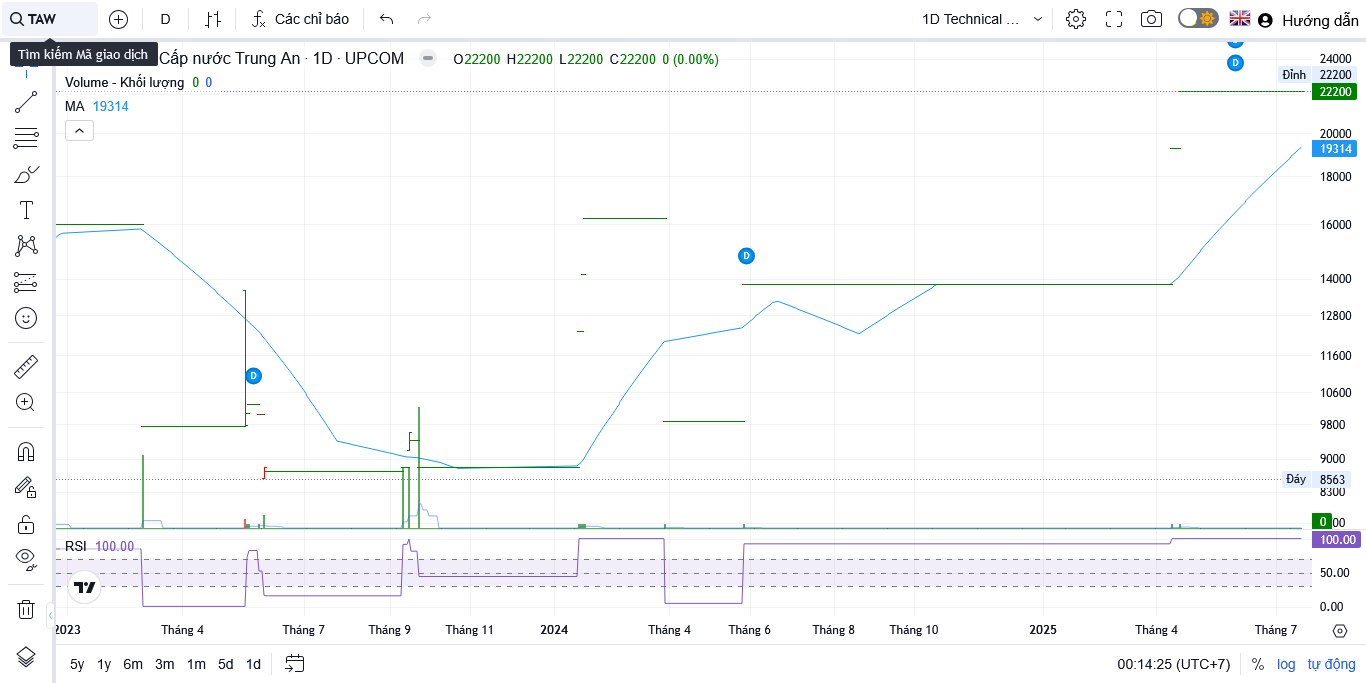 TAW
D
Các chỉ báo
1D Technical ...
Hướng dẫn
Tìm kiếm Mã giao dịch
Cấp nước Trung An · 1D · UPCOM
O22200 H22200 L22200 C22200 0 (0.00%)
Volume - Khối lượng 0 0
MA 19314
D
D
D
24000
Đỉnh 22200
22200
20000
19314
18000
16000
14000
12800
11600
10600
9800
9000
Đáy 8563
8300
0
00
RSI 100.00
100.00
50.00
0.00
2023
Tháng 4
Tháng 7
Tháng 9
Tháng 11
2024
Tháng 4
Tháng 6
Tháng 8
Tháng 10
2025
Tháng 4
Tháng 7
5y 1y 6m 3m 1m 5d 1d
00:14:25 (UTC+7)
% log tự động